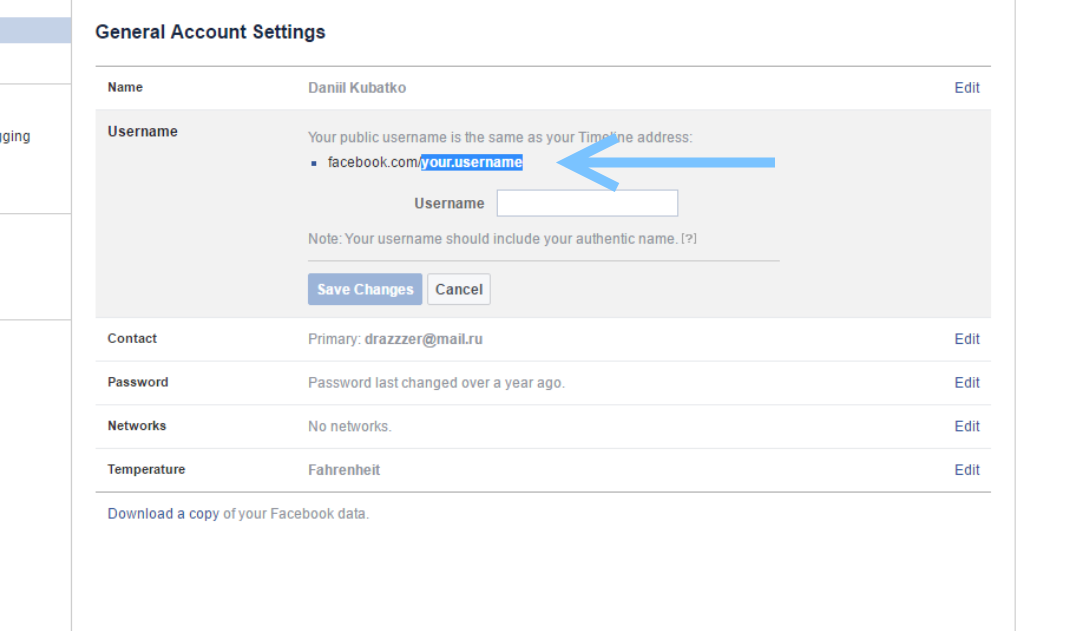 General Account Settings
Name Daniil Kubatko Edit
Username Your public username is the same as your Timeline address:
gging
facebook.com/your.username
Username
Note: Your username should include your authentic name. [?]
Save Changes Cancel
Contact Primary: drazzzer@mail.ru Edit
Password Password last changed over a year ago. Edit
Networks No networks. Edit
Temperature Fahrenheit Edit
Download a copy of your Facebook data.